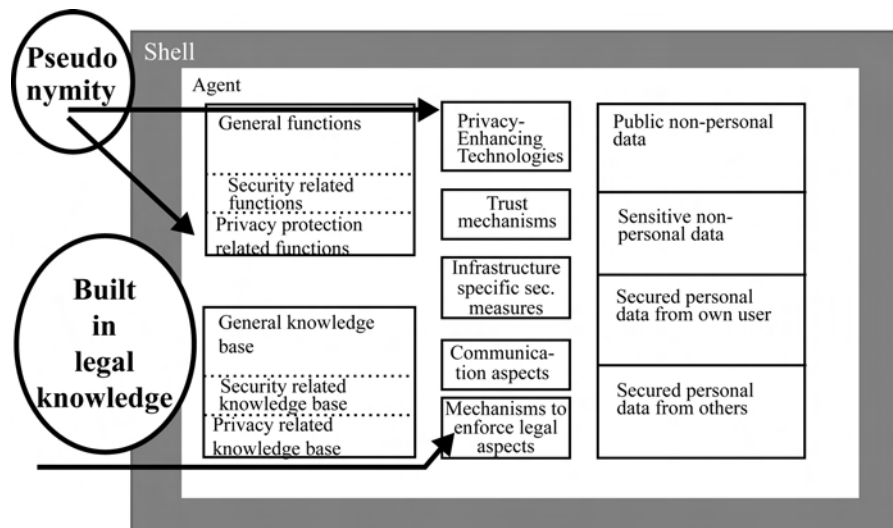 Pseudo
nymity
Shell
Agent
General functions
Security related
functions
Privacy protection
related functions
Built
in
legal
knowledge
General knowledge
base
Security related
knowledge base
Privacy related
knowledge base
Privacy-
Enhancing
Technologies
Trust
mechanisms
Infrastructure
specific sec.
measures
Communica-
tion aspects
Mechanisms to
enforce legal
aspects
Public non-personal
data
Sensitive non-
personal data
Secured personal
data from own user
Secured personal
data from others